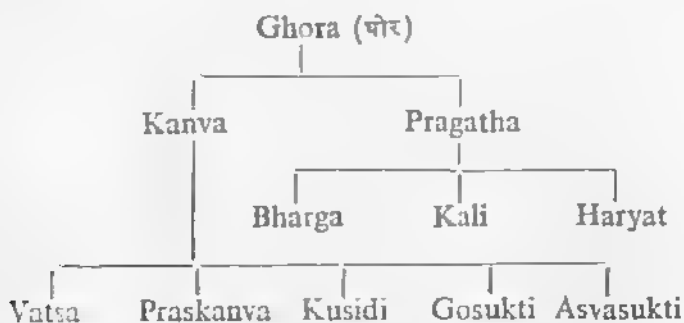 Ghora (घोर)
Kanva Pragatha
Bharga Kali Haryat
Vatsa Praskanva Kusidi Gosukti Asvasukti